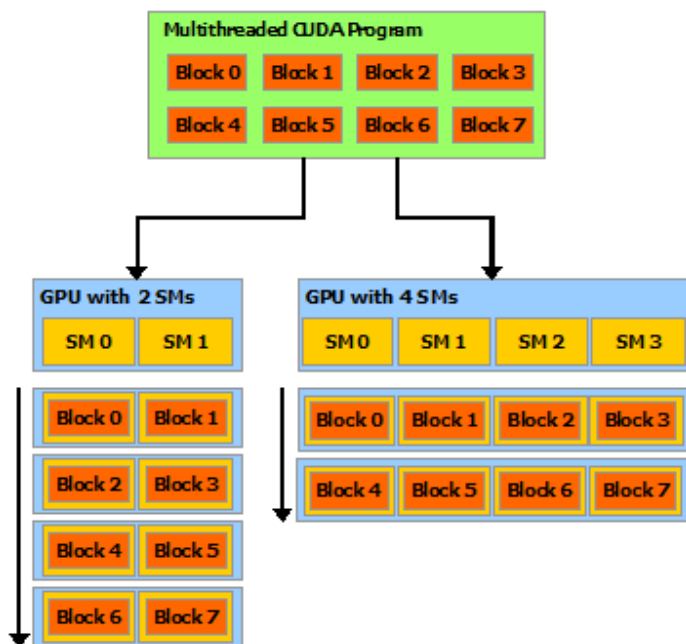 Multithreaded CUDA Program
Block 0 Block 1 Block 2 Block 3
Block 4 Block 5 Block 6 Block 7
GPU with 2 SMs
SM 0 SM 1
Block 0 Block 1
Block 2 Block 3
Block 4 Block 5
Block 6 Block 7
GPU with 4 SMs
SM 0 SM 1 SM 2 SM 3
Block 0 Block 1 Block 2 Block 3
Block 4 Block 5 Block 6 Block 7